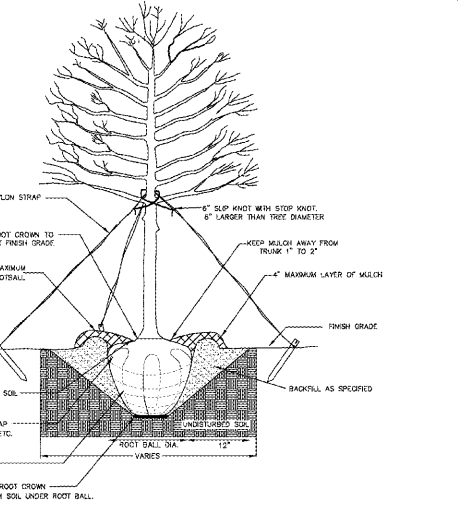 YLON STRAP
6" SLIP KNOT WITH STOP KNOT.
6" LARGER THAN TREE DIAMETER
OOT CROWN TO
FINISH GRADE
KEEP MULCH AWAY FROM
TRUNK 1" TO 2"
AXIMUM
OOTBALL
4" MAXIMUM LAYER OF MULCH
FINISH GRADE
BACKFILL AS SPECIFIED
SOIL
AP
ETC.
UNDISTURBED SOIL
ROOT BALL DIA.
12"
VARIES
ROOT CROWN
SOIL UNDER ROOT BALL.